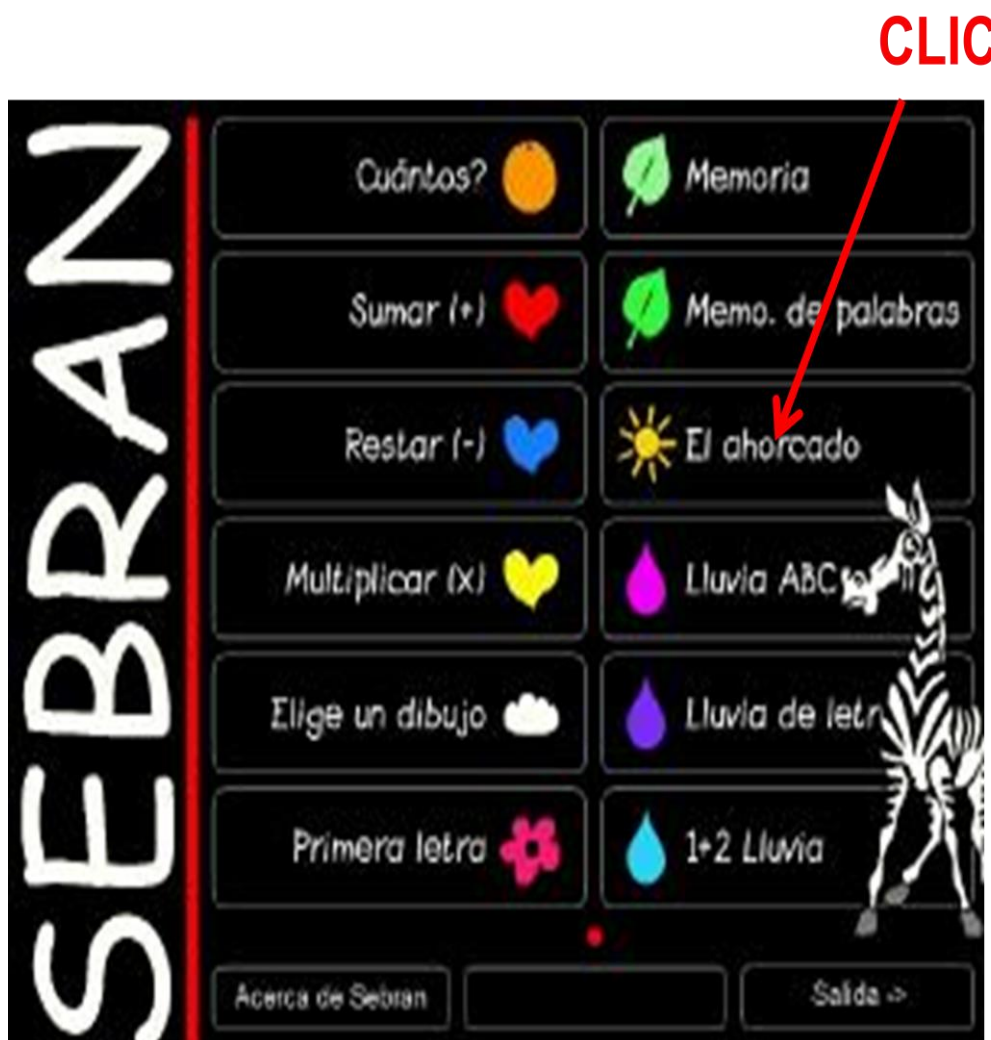 CLIC
SEBRAN
Cuántos?
Memoria
Sumar (+)
Memo. de palabras
Restar (-)
El ahorcado
Multiplicar (x)
Lluvia ABC
Elige un dibujo
Lluvia de letr
Primera letra
1+2 Lluvia
Acerca de Sebran
Salida ->